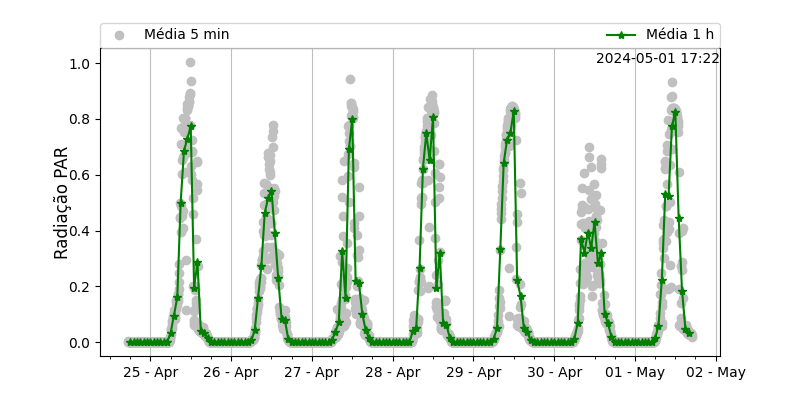 Média 5 min
Média 1 h
2024-05-01 17:22
Radiação PAR
1.0
0.8
0.6
0.4
0.2
0.0
25 - Apr
26 - Apr
27 - Apr
28 - Apr
29 - Apr
30 - Apr
01 - May
02 - May